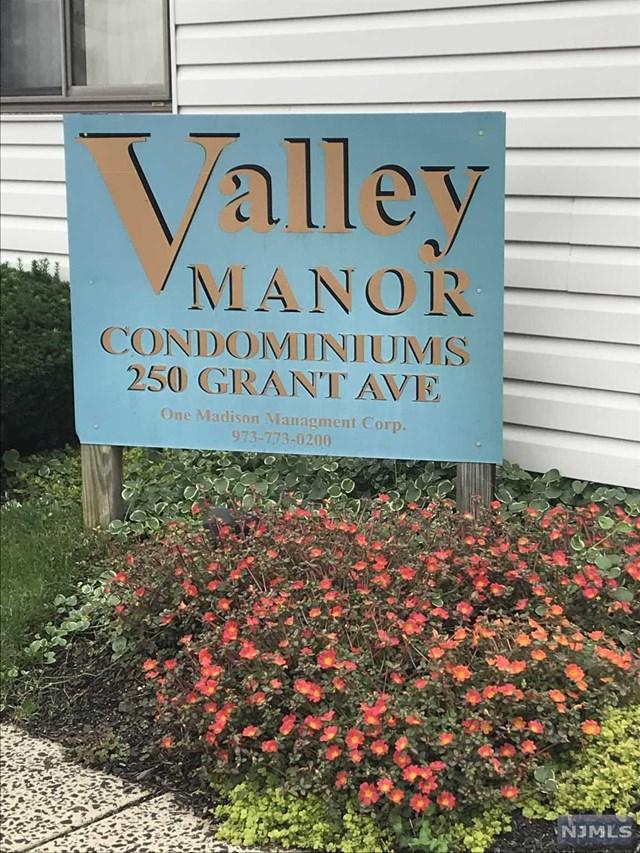 Valley
MANOR
CONDOMINIUMS
250 GRANT AVE
One Madison Managment Corp.
973-773-0200
NJMLS